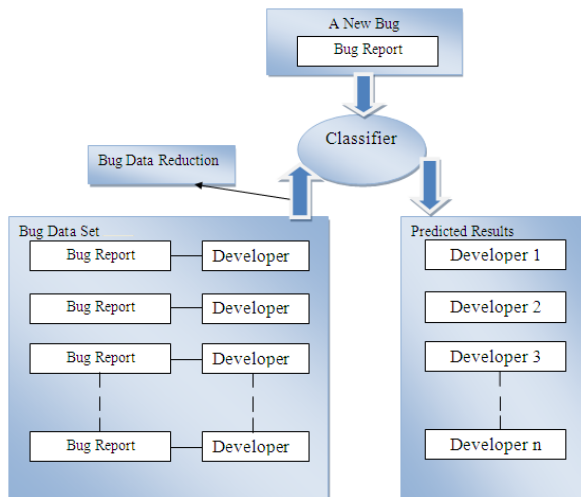 A New Bug
Bug Report
Classifier
Bug Data Reduction
Bug Data Set
Bug Report
Developer
Bug Report
Developer
Bug Report
Developer
Bug Report
Developer
Predicted Results
Developer 1
Developer 2
Developer 3
Developer n